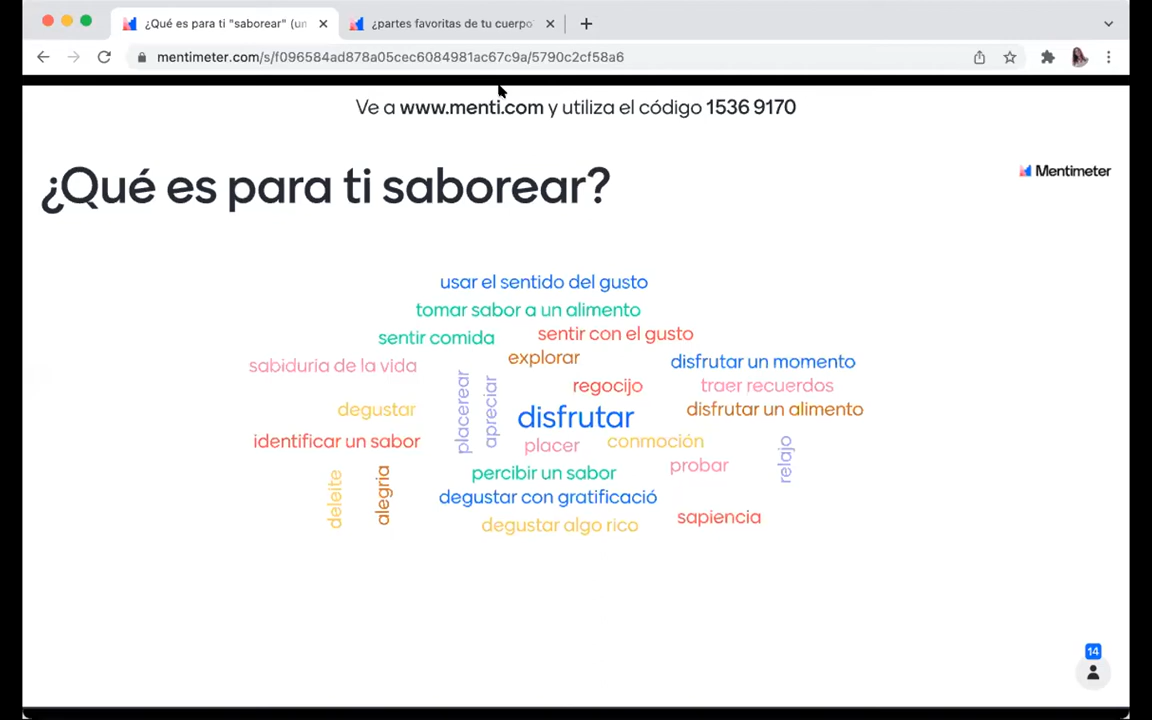 ¿Qué es para ti "saborear" (un
¿partes favoritas de tu cuerpo
mentimeter.com/s/f096584ad878a05cec6084981ac67c9a/5790c2cf58a6
Ve a www.menti.com y utiliza el código 1536 9170
Mentimeter
¿Qué es para ti saborear?
usar el sentido del gusto
tomar sabor a un alimento
sentir comida
sentir con el gusto
explorar
sabiduria de la vida
disfrutar un momento
placerear
apreciar
regocijo
traer recuerdos
degustar
disfrutar
disfrutar un alimento
identificar un sabor
placer
conmoción
relajo
deleite
alegria
percibir un sabor
probar
degustar con gratificació
degustar algo rico
sapiencia
14